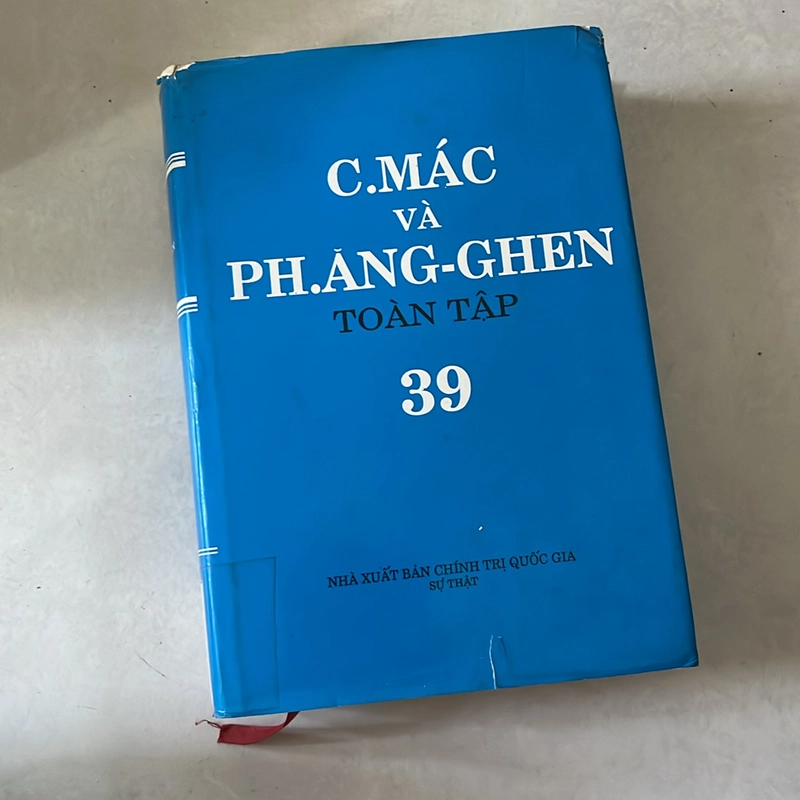 C.MÁC
VÀ
PH.ĂNG-GHEN
TOÀN TẬP
39
NHÀ XUẤT BẢN CHÍNH TRỊ QUỐC GIA
SỰ THẬT